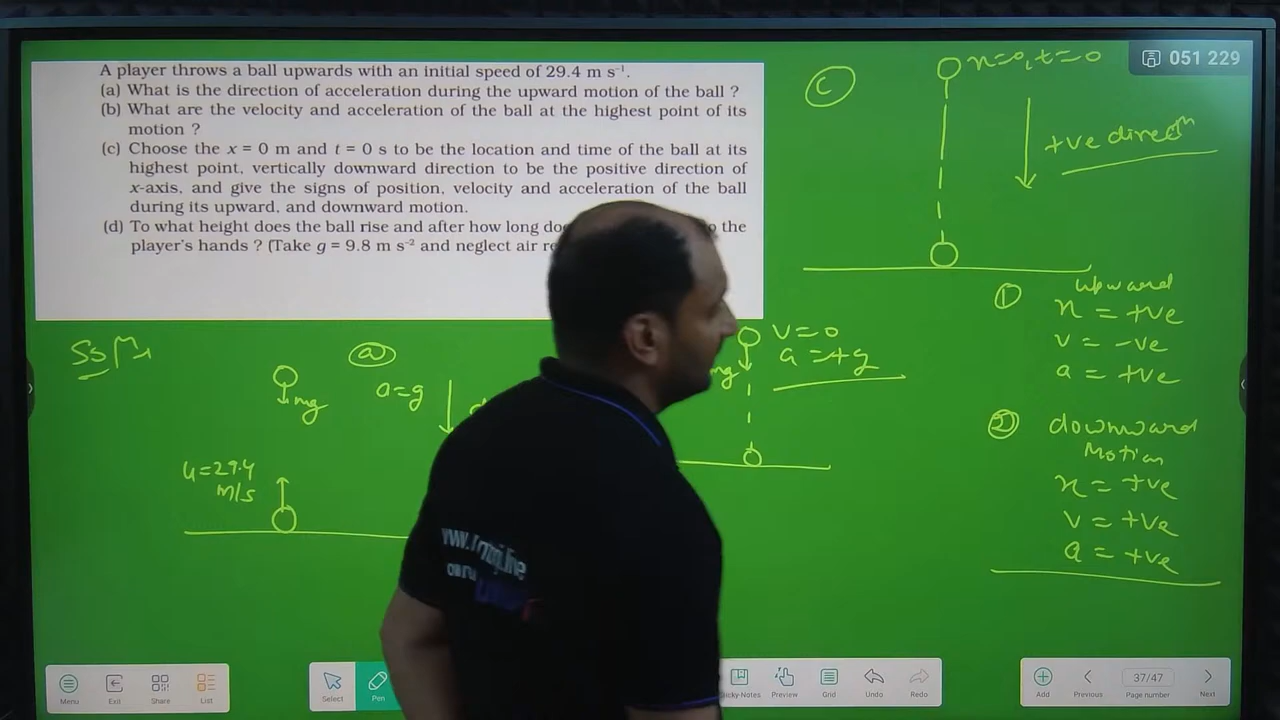 A player throws a ball upwards with an initial speed of 29.4 m s⁻¹.
(a) What is the direction of acceleration during the upward motion of the ball ?
(b) What are the velocity and acceleration of the ball at the highest point of its
motion ?
(c) Choose the x = 0 m and t = 0 s to be the location and time of the ball at its
highest point, vertically downward direction to be the positive direction of
x-axis, and give the signs of position, velocity and acceleration of the ball
during its upward, and downward motion.
(d) To what height does the ball rise and after how long do the
player's hands ? (Take g = 9.8 m s⁻² and neglect air re
051 229
C
x=0, t=0
+ve direcⁿ
① upward
x = +ve
v = -ve
a = +ve
② downward
Motion
x = +ve
v = +ve
a = +ve
a
mg
a=g
u=29.4
m/s
v=0
a=+g
mg
Menu
Exit
Share
List
Select
Pen
icky-Notes
Preview
Grid
Undo
Redo
Add
Previous
37/47
Page number
Next